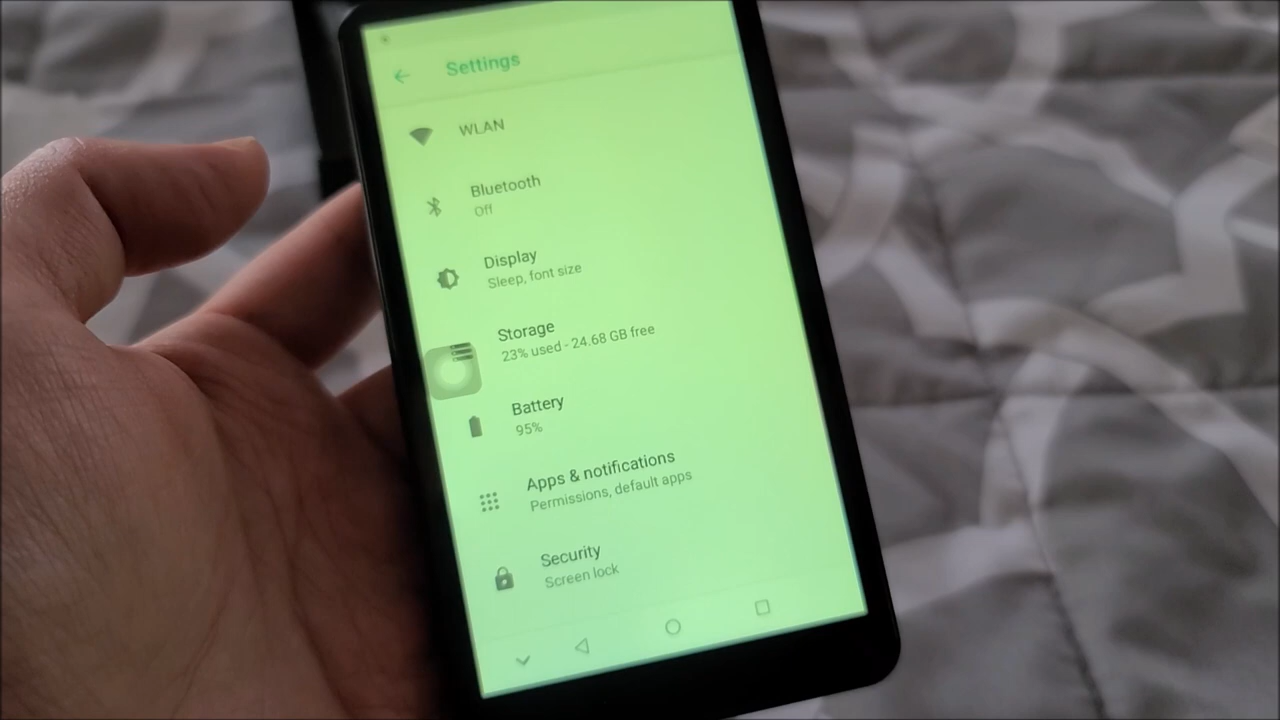 Settings
WLAN
Bluetooth
Off
Display
Sleep, font size
Storage
23% used - 24.68 GB free
Battery
95%
Apps & notifications
Permissions, default apps
Security
Screen lock